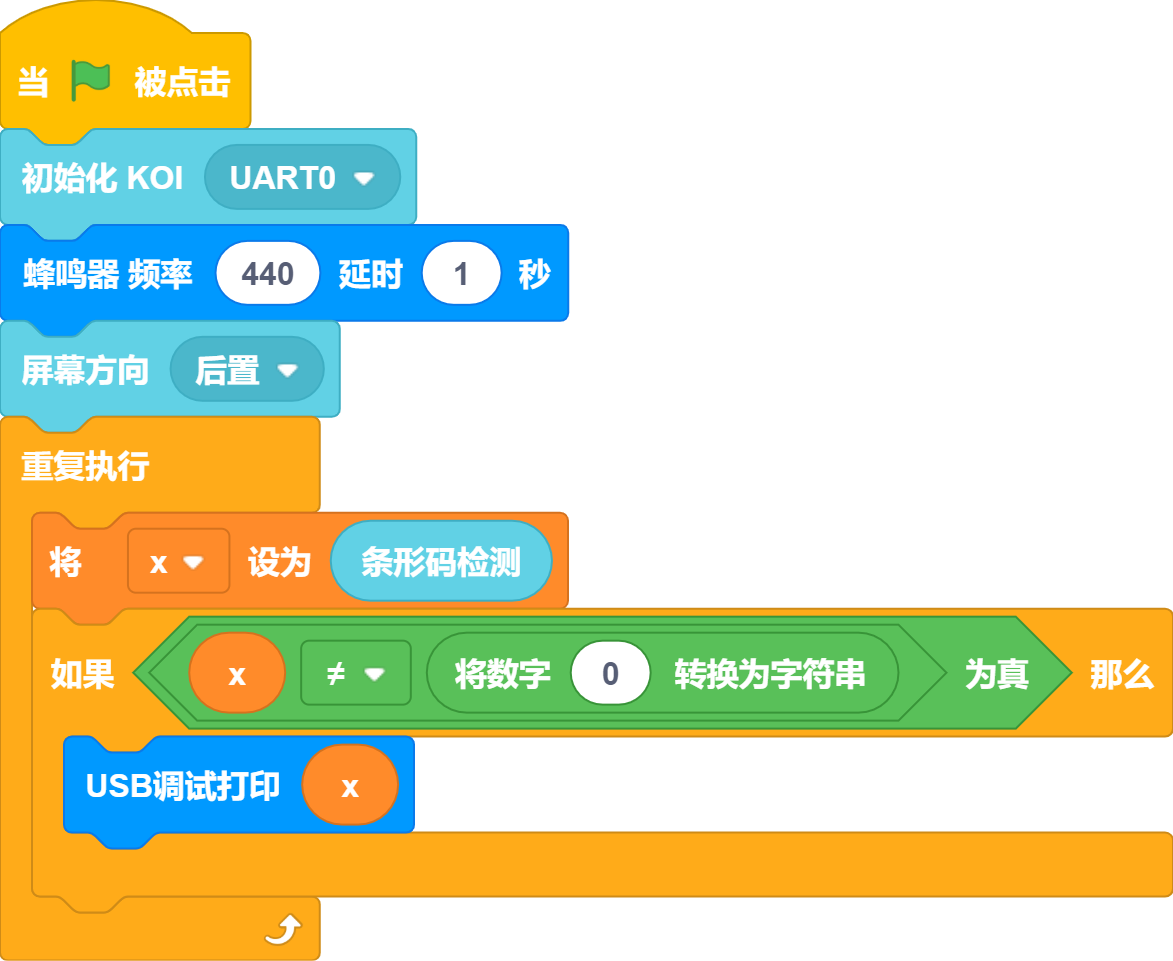 当 被点击
初始化 KOI UART0
蜂鸣器 频率 440 延时 1 秒
屏幕方向 后置
重复执行
将 x 设为 条形码检测
如果 x ≠ 将数字 0 转换为字符串 为真 那么
USB调试打印 x